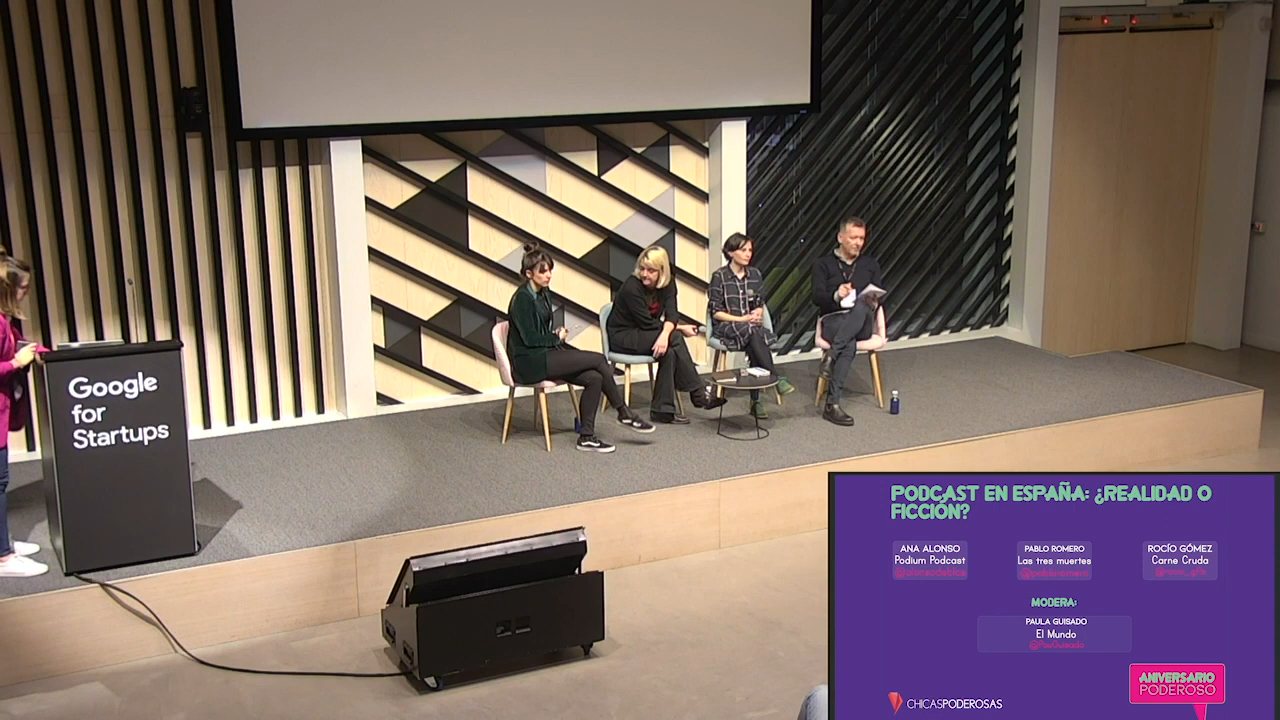 Google
for
Startups
PODCAST EN ESPAÑA: ¿REALIDAD O
FICCIÓN?
ANA ALONSO
Podium Podcast
PABLO ROMERO
Las tres muertes
ROCÍO GÓMEZ
Carne Cruda
MODERA:
PAULA GUISADO
El Mundo
@PauGuisado
CHICASPODEROSAS
ANIVERSARIO
PODEROSO